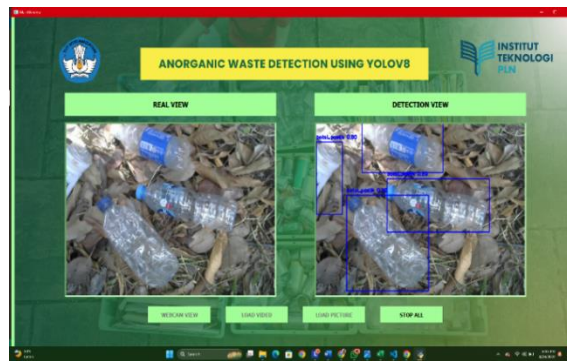 ANORGANIC WASTE DETECTION USING YOLOV8
INSTITUT
TEKNOLOGI
PLN
REAL VIEW
DETECTION VIEW
WEBCAM VIEW
LOAD VIDEO
LOAD PICTURE
STOP ALL
Search